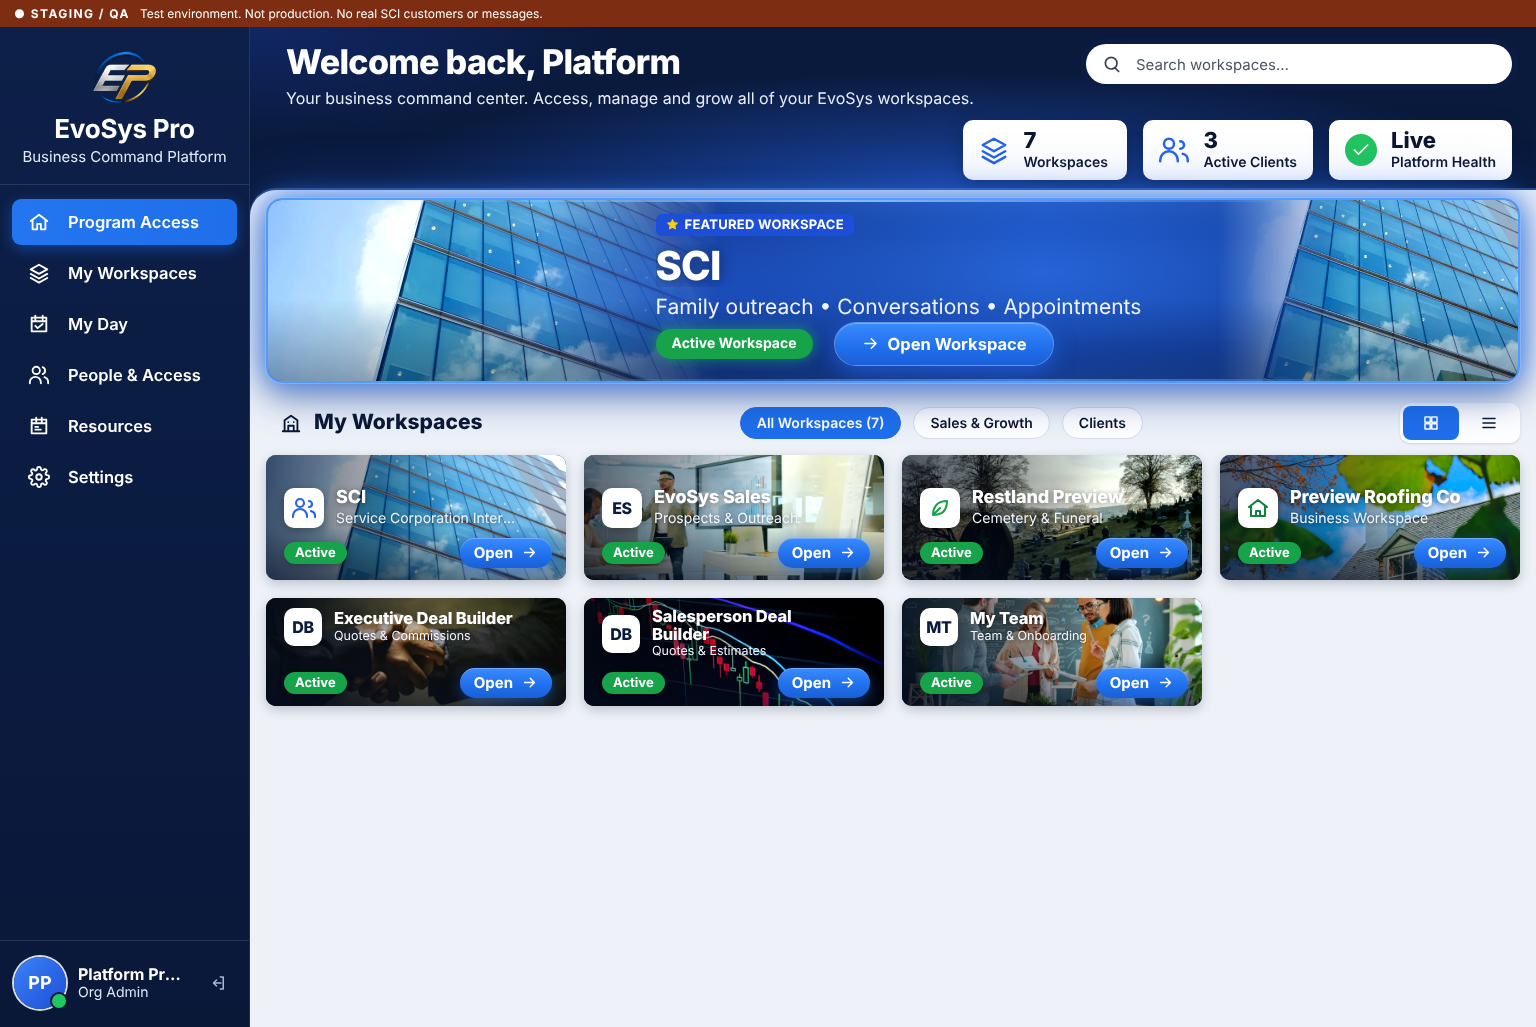 STAGING / QA Test environment. Not production. No real SCI customers or messages.
EP
EvoSys Pro
Business Command Platform
Program Access
My Workspaces
My Day
People & Access
Resources
Settings
PP
Platform Pr...
Org Admin
Welcome back, Platform
Your business command center. Access, manage and grow all of your EvoSys workspaces.
Search workspaces...
7
Workspaces
3
Active Clients
Live
Platform Health
FEATURED WORKSPACE
SCI
Family outreach • Conversations • Appointments
Active Workspace
Open Workspace
My Workspaces
All Workspaces (7)
Sales & Growth
Clients
SCI
Service Corporation Inter...
Active
Open
ES
EvoSys Sales
Prospects & Outreach
Active
Open
Restland Preview
Cemetery & Funeral
Active
Open
Preview Roofing Co
Business Workspace
Active
Open
DB
Executive Deal Builder
Quotes & Commissions
Active
Open
DB
Salesperson Deal
Builder
Quotes & Estimates
Active
Open
MT
My Team
Team & Onboarding
Active
Open